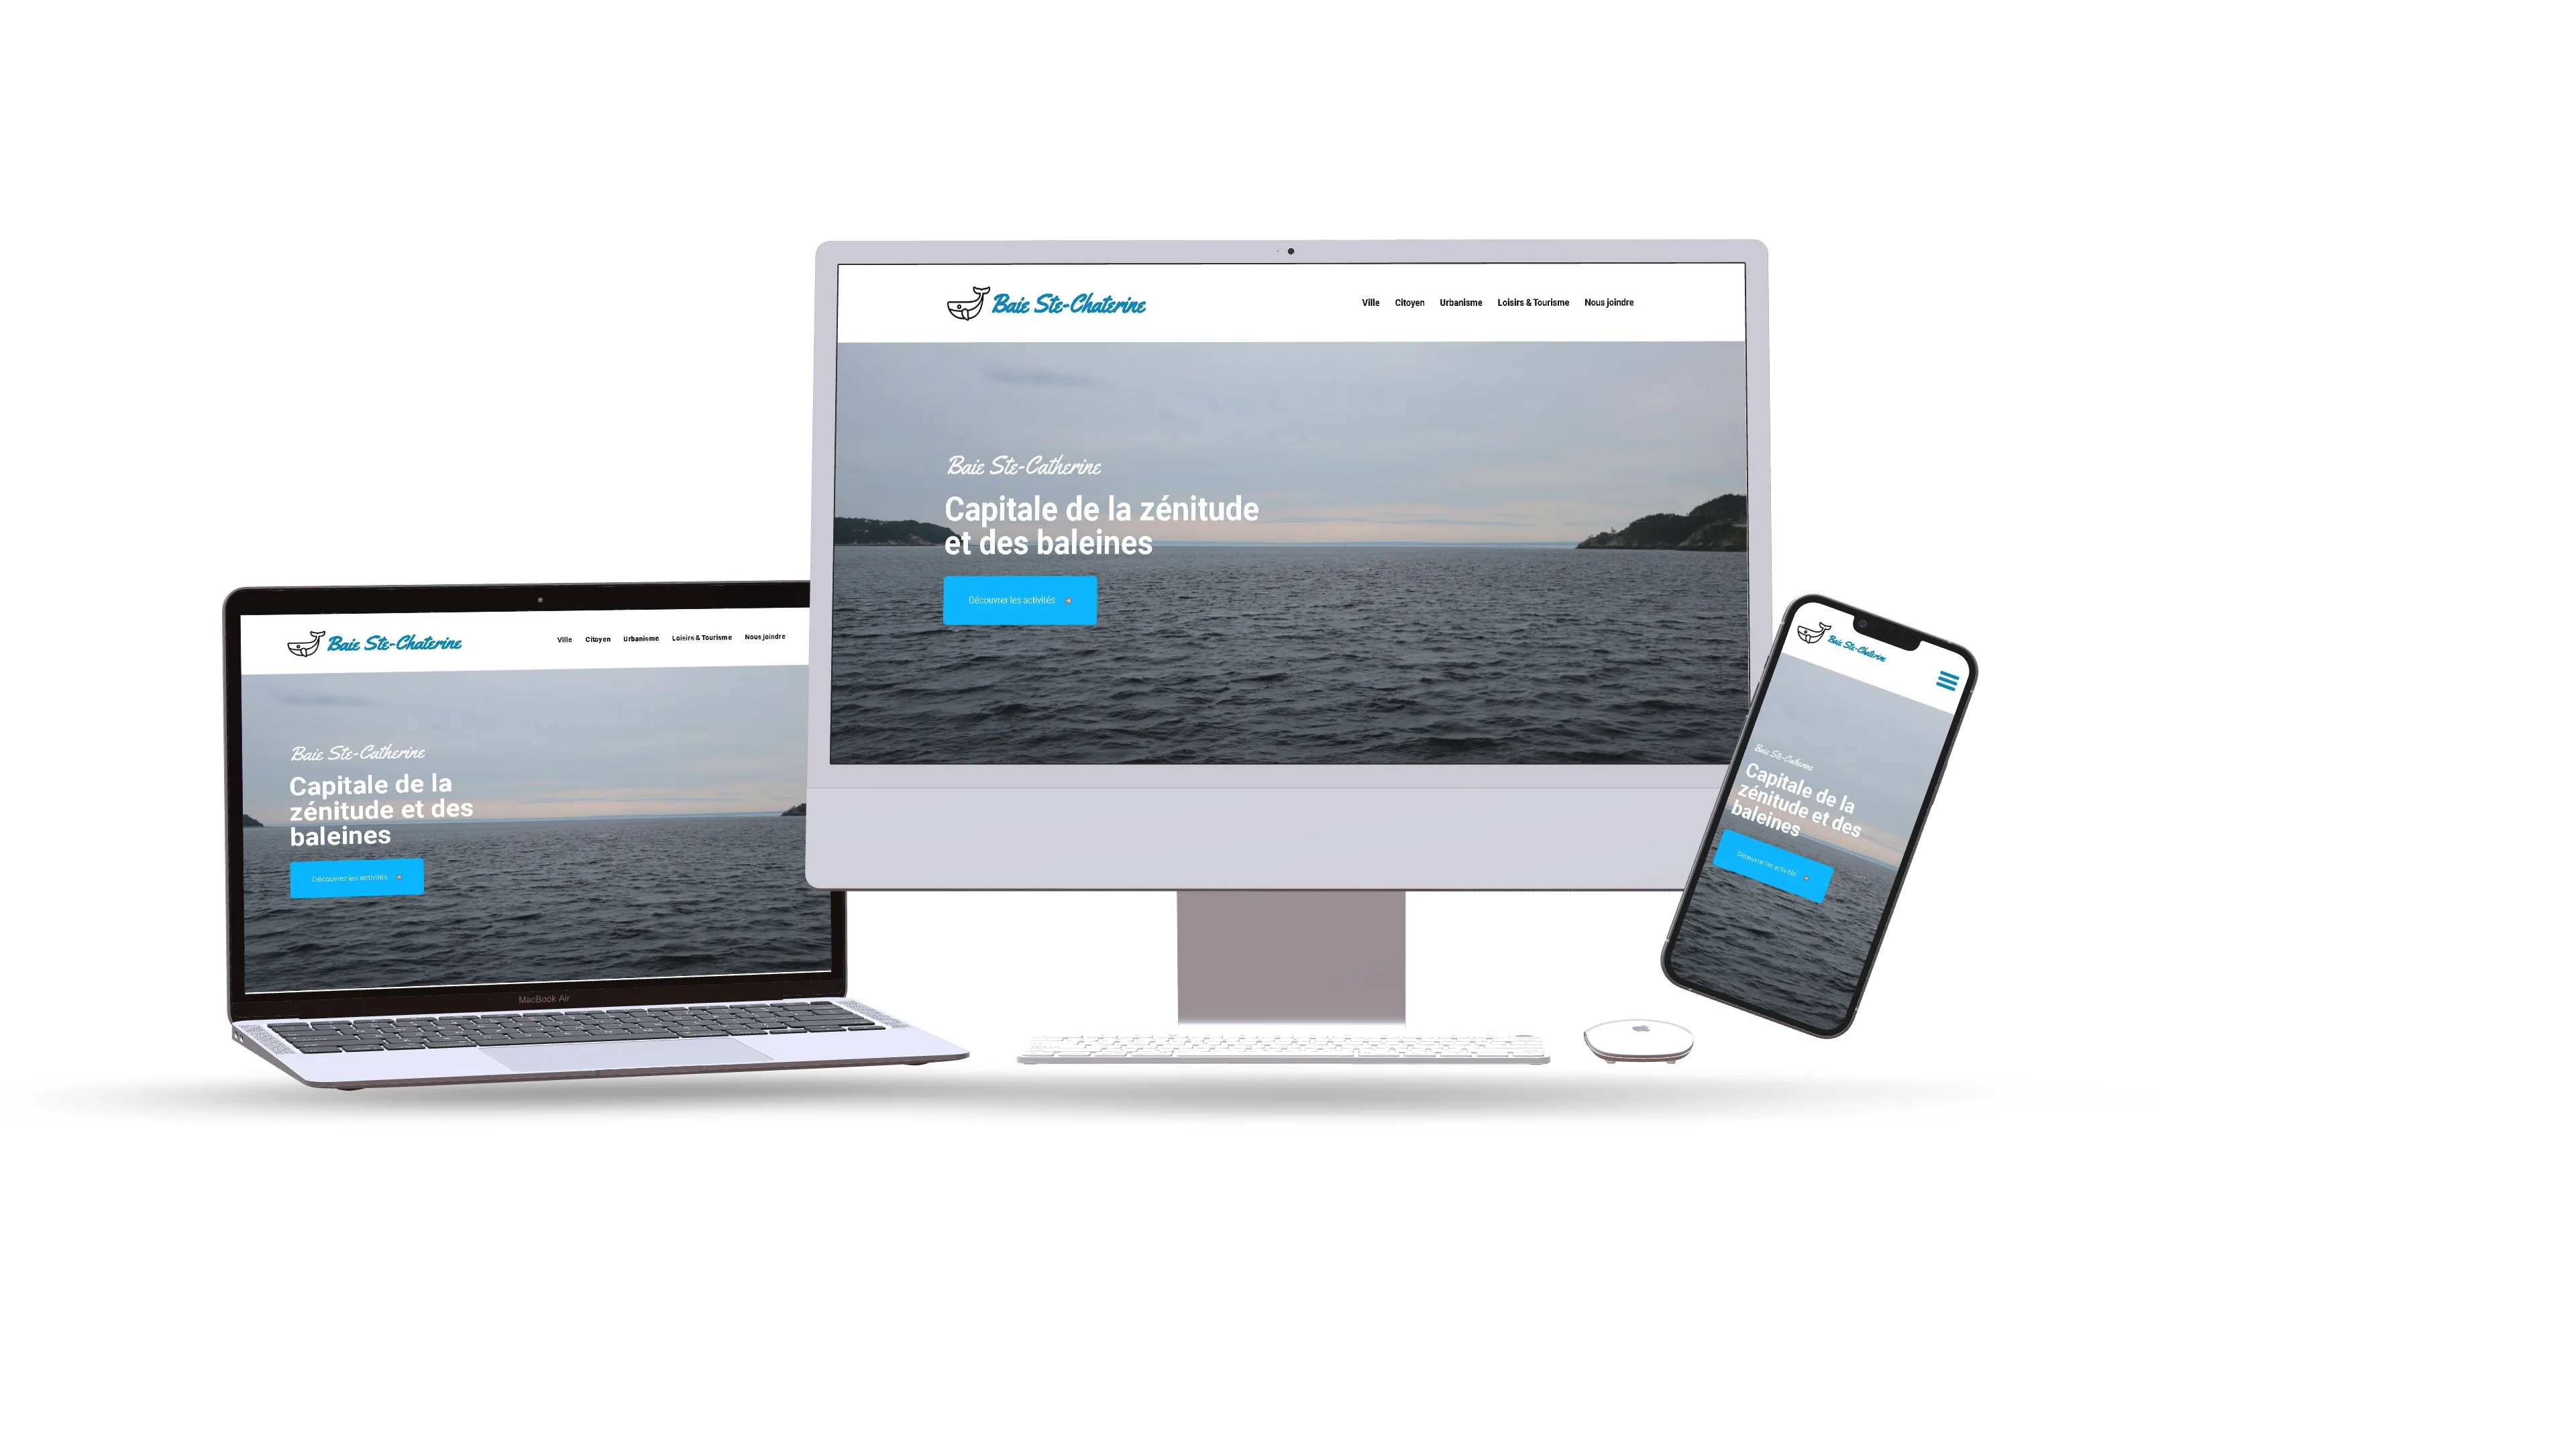 Baie Ste-Chaterine
Ville Citoyen Urbanisme Loisirs & Tourisme Nous joindre
Baie Ste-Catherine
Capitale de la zénitude
et des baleines
Découvrer les activités
Baie Ste-Chaterine
Ville Citoyen Urbanisme Loisirs & Tourisme Nous joindre
Baie Ste-Catherine
Capitale de la
zénitude et des
baleines
Découvrer les activités
MacBook Air
Baie Ste-Chaterine
Baie Ste-Catherine
Capitale de la
zénitude et des
baleines
Découvrer les activités